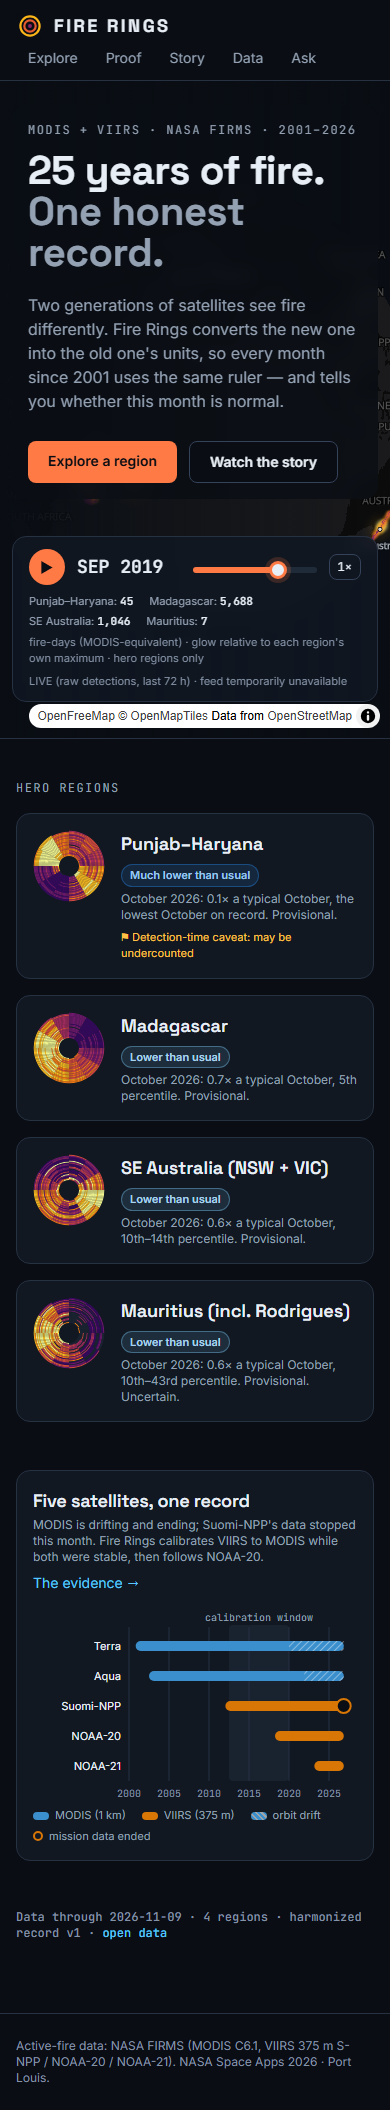 FIRE RINGS
Explore Proof Story Data Ask
MODIS + VIIRS · NASA FIRMS · 2001–2026
25 years of fire.
One honest
record.
Two generations of satellites see fire
differently. Fire Rings converts the new one
into the old one's units, so every month
since 2001 uses the same ruler — and tells
you whether this month is normal.
Explore a region Watch the story
SEP 2019 1×
Punjab–Haryana: 45 Madagascar: 5,688
SE Australia: 1,046 Mauritius: 7
fire-days (MODIS-equivalent) · glow relative to each region's
own maximum · hero regions only
LIVE (raw detections, last 72 h) · feed temporarily unavailable
OpenFreeMap © OpenMapTiles Data from OpenStreetMap
HERO REGIONS
Punjab–Haryana
Much lower than usual
October 2026: 0.1× a typical October, the
lowest October on record. Provisional.
⚑ Detection-time caveat: may be
undercounted
Madagascar
Lower than usual
October 2026: 0.7× a typical October, 5th
percentile. Provisional.
SE Australia (NSW + VIC)
Lower than usual
October 2026: 0.6× a typical October,
10th–14th percentile. Provisional.
Mauritius (incl. Rodrigues)
Lower than usual
October 2026: 0.6× a typical October,
10th–43rd percentile. Provisional.
Uncertain.
Five satellites, one record
MODIS is drifting and ending; Suomi-NPP's data stopped
this month. Fire Rings calibrates VIIRS to MODIS while
both were stable, then follows NOAA-20.
The evidence →
calibration window
Terra
Aqua
Suomi-NPP
NOAA-20
NOAA-21
2000 2005 2010 2015 2020 2025
MODIS (1 km) VIIRS (375 m) orbit drift
mission data ended
Data through 2026-11-09 · 4 regions · harmonized
record v1 · open data
Active-fire data: NASA FIRMS (MODIS C6.1, VIIRS 375 m S-
NPP / NOAA-20 / NOAA-21). NASA Space Apps 2026 · Port
Louis.